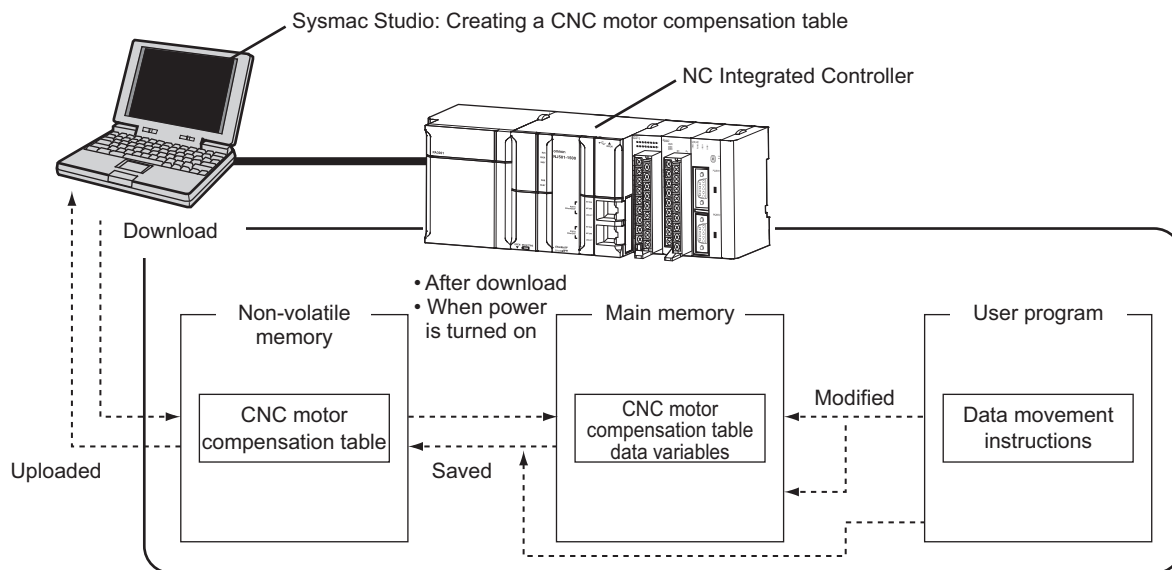 Sysmac Studio: Creating a CNC motor compensation table
NC Integrated Controller
Download
• After download
• When power
is turned on
Non-volatile
memory
Main memory
User program
CNC motor
compensation table
CNC motor
compensation table
data variables
Modified
Data movement
instructions
Uploaded
Saved